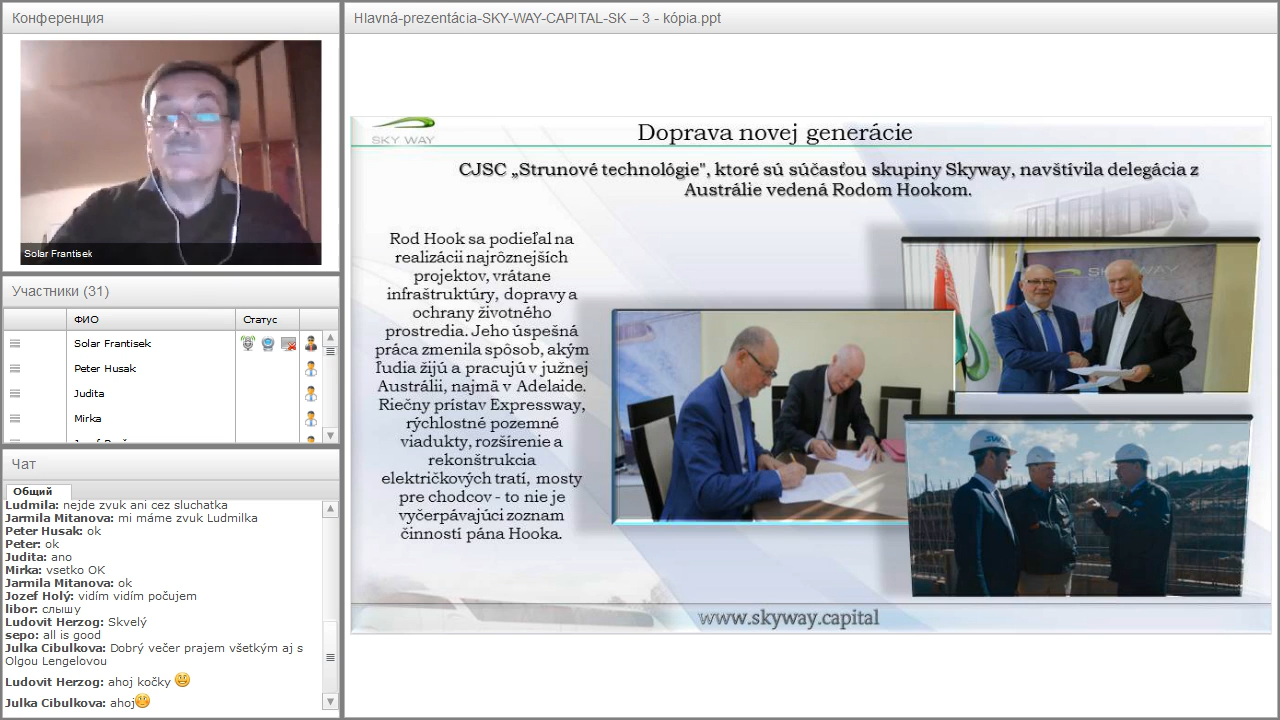 Конференция
Solar Frantisek
Участники (31)
ФИО
Статус
Solar Frantisek
Peter Husak
Judita
Mirka
Чат
Общий
Ludmila: nejde zvuk ani cez sluchatka
Jarmila Mitanova: mi máme zvuk Ludmilka
Peter Husak: ok
Peter: ok
Judita: ano
Mirka: vsetko OK
Jarmila Mitanova: ok
Jozef Holý: vidím vidím počujem
libor: слышу
Ludovit Herzog: Skvělý
sepo: all is good
Julka Cibulkova: Dobrý večer prajem všetkým aj s
Olgou Lengelovou
Ludovit Herzog: ahoj kočky
Julka Cibulkova: ahoj
Hlavná-prezentácia-SKY-WAY-CAPITAL-SK – 3 - kópia.ppt
SKY WAY
Doprava novej generácie
CJSC „Strunové technológie", ktoré sú súčasťou skupiny Skyway, navštívila delegácia z
Austrálie vedená Rodom Hookom.
Rod Hook sa podieľal na
realizácii najrôznejších
projektov, vrátane
infraštruktúry, dopravy a
ochrany životného
prostredia. Jeho úspešná
práca zmenila spôsob, akým
ľudia žijú a pracujú v južnej
Austrálii, najmä v Adelaide.
Riečny prístav Expressway,
rýchlostné pozemné
viadukty, rozšírenie a
rekonštrukcia
električkových tratí, mosty
pre chodcov - to nie je
vyčerpávajúci zoznam
činností pána Hooka.
SKY WAY
SW
www.skyway.capital